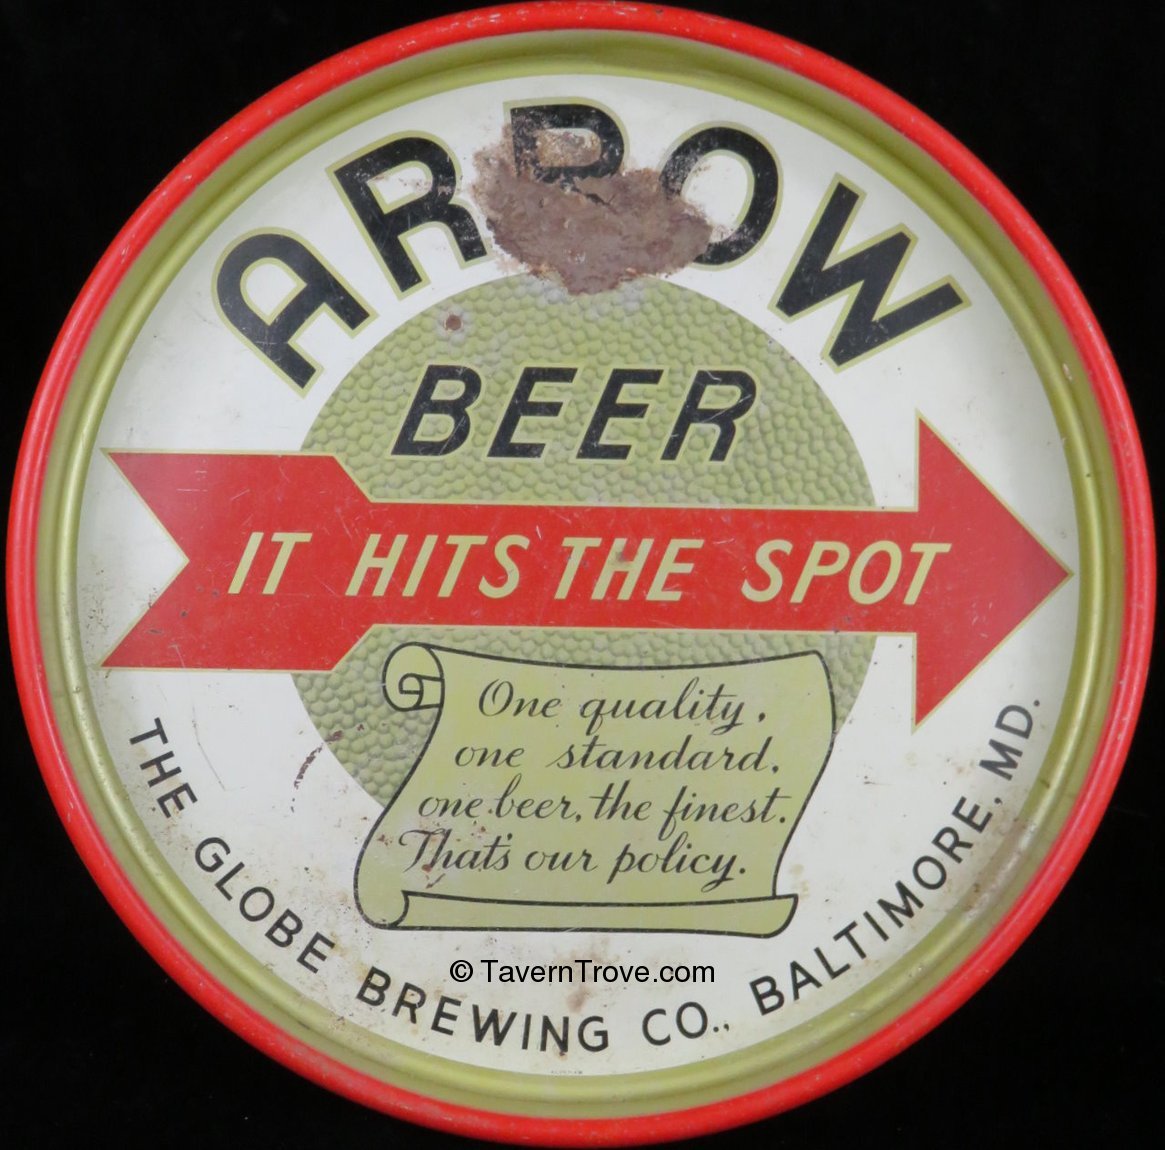 ARROW
BEER
IT HITS THE SPOT
One quality,
one standard,
one beer, the finest.
That's our policy.
THE GLOBE BREWING CO., BALTIMORE, MD.
© TavernTrove.com